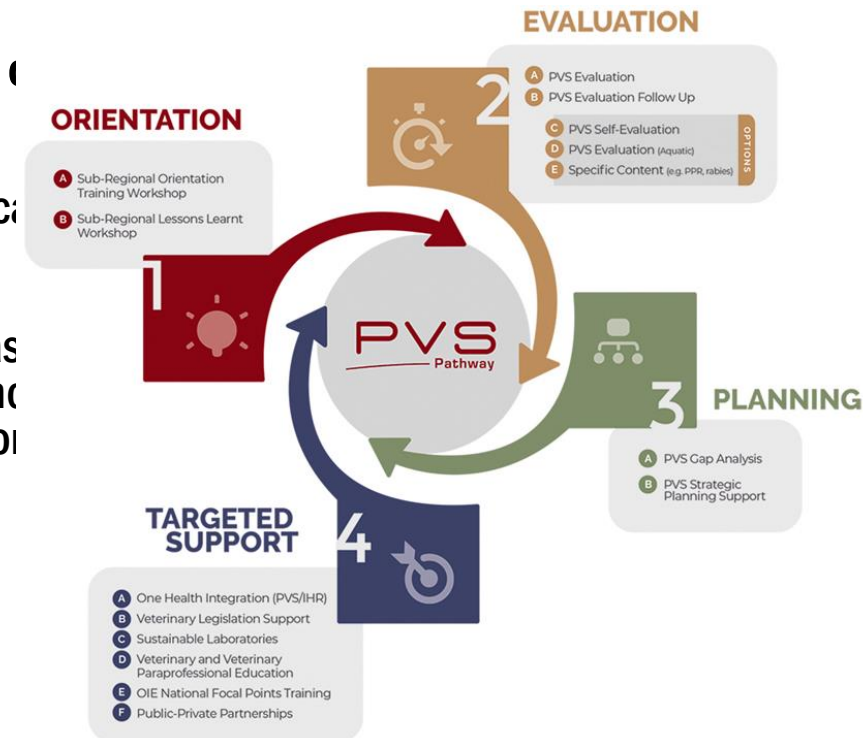 EVALUATION
2
A PVS Evaluation
B PVS Evaluation Follow Up
C PVS Self-Evaluation
D PVS Evaluation (Aquatic)
E Specific Content (e.g. PPR, rabies)
OPTIONS
ORIENTATION
A Sub-Regional Orientation
Training Workshop
B Sub-Regional Lessons Learnt
Workshop
1
PVS
Pathway
3
PLANNING
A PVS Gap Analysis
B PVS Strategic
Planning Support
TARGETED
SUPPORT
4
A One Health Integration (PVS/IHR)
B Veterinary Legislation Support
C Sustainable Laboratories
D Veterinary and Veterinary
Paraprofessional Education
E OIE National Focal Points Training
F Public-Private Partnerships